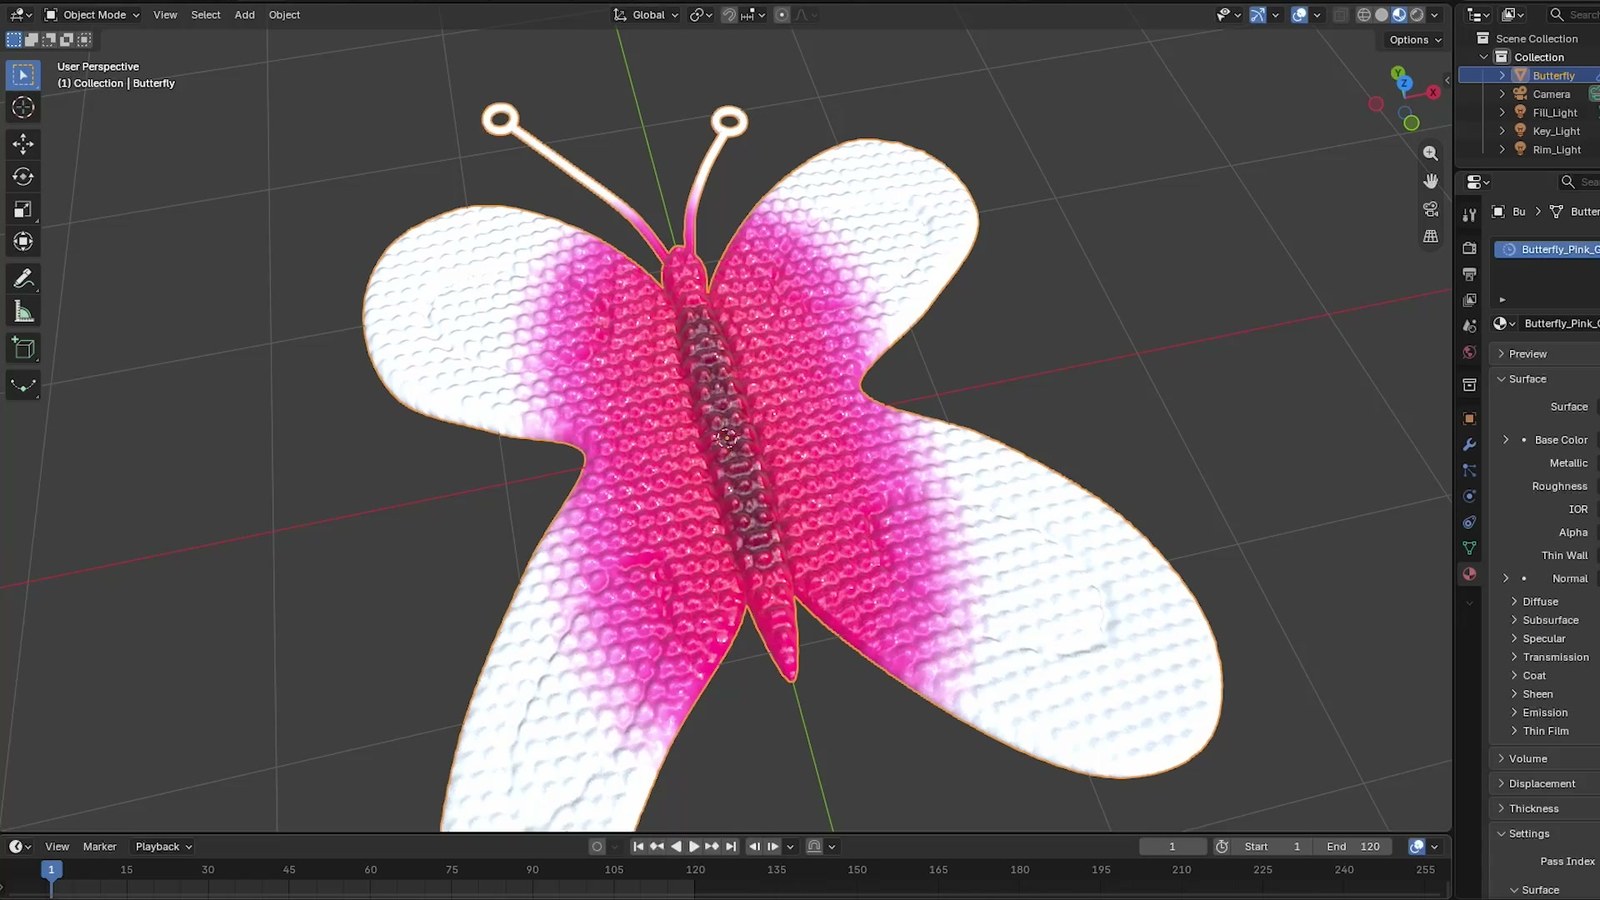 Object Mode View Select Add Object Global Search
Options
User Perspective
(1) Collection | Butterfly
Y
Z
X
Scene Collection
Collection
Butterfly
Camera
Fill_Light
Key_Light
Rim_Light
Sea
Bu Butter
Butterfly_Pink_G
Butterfly_Pink_
Preview
Surface
Surface
Base Color
Metallic
Roughness
IOR
Alpha
Thin Wall
Normal
Diffuse
Subsurface
Specular
Transmission
Coat
Sheen
Emission
Thin Film
Volume
Displacement
Thickness
Settings
Pass Index
Surface
View Marker Playback 1 Start 1 End 120
1 15 30 45 60 75 90 105 120 135 150 165 180 195 210 225 240 255